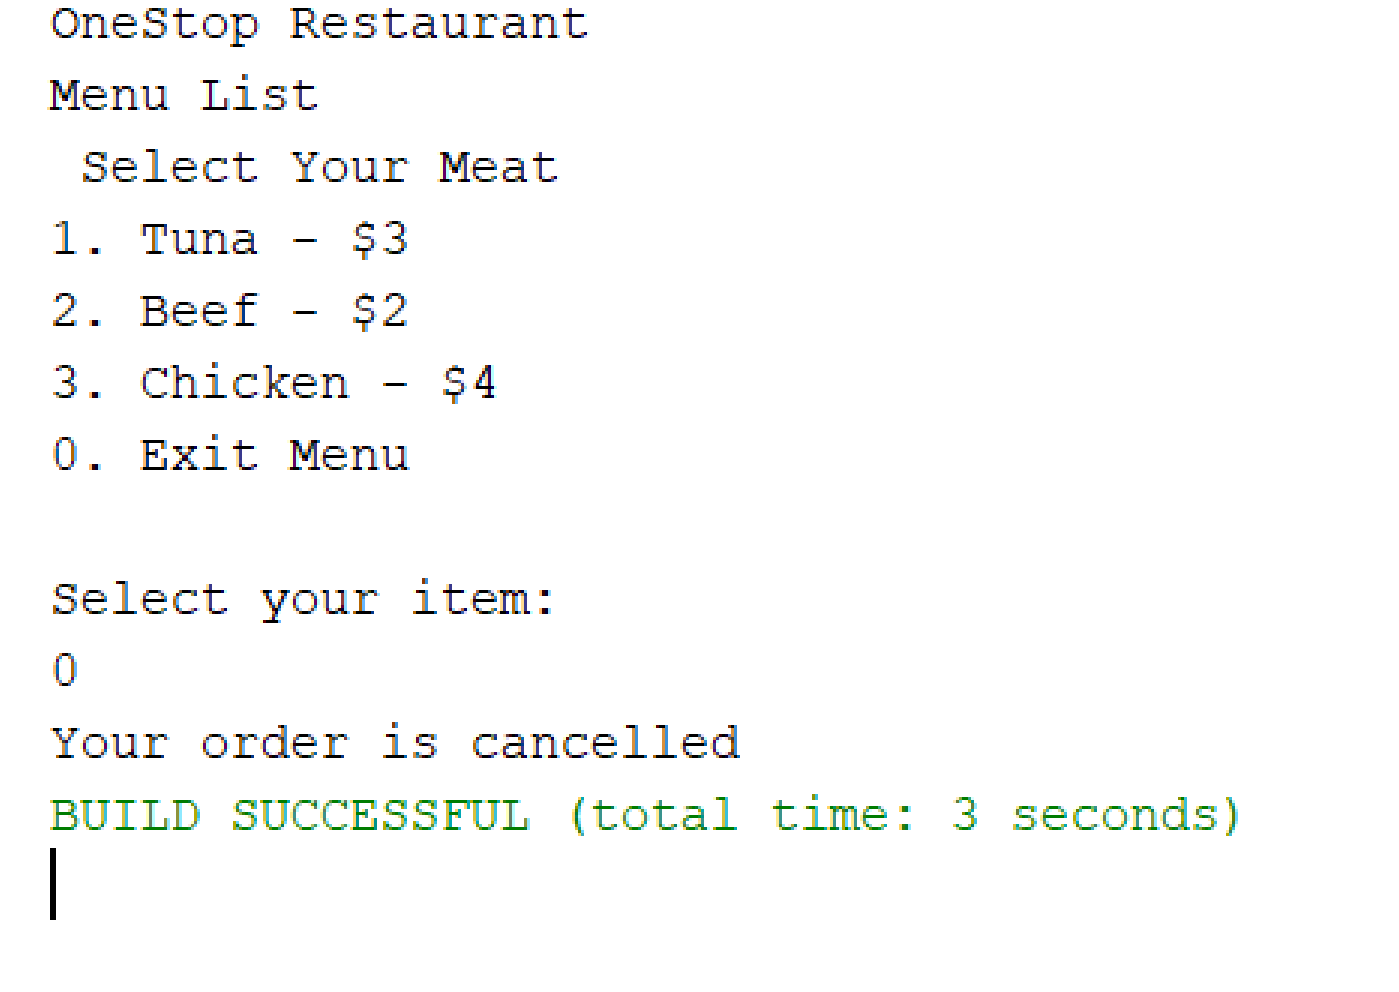 OneStop Restaurant
Menu List
Select Your Meat
1. Tuna - $3
2. Beef - $2
3. Chicken - $4
0. Exit Menu
Select your item:
0
Your order is cancelled
BUILD SUCCESSFUL (total time: 3 seconds)